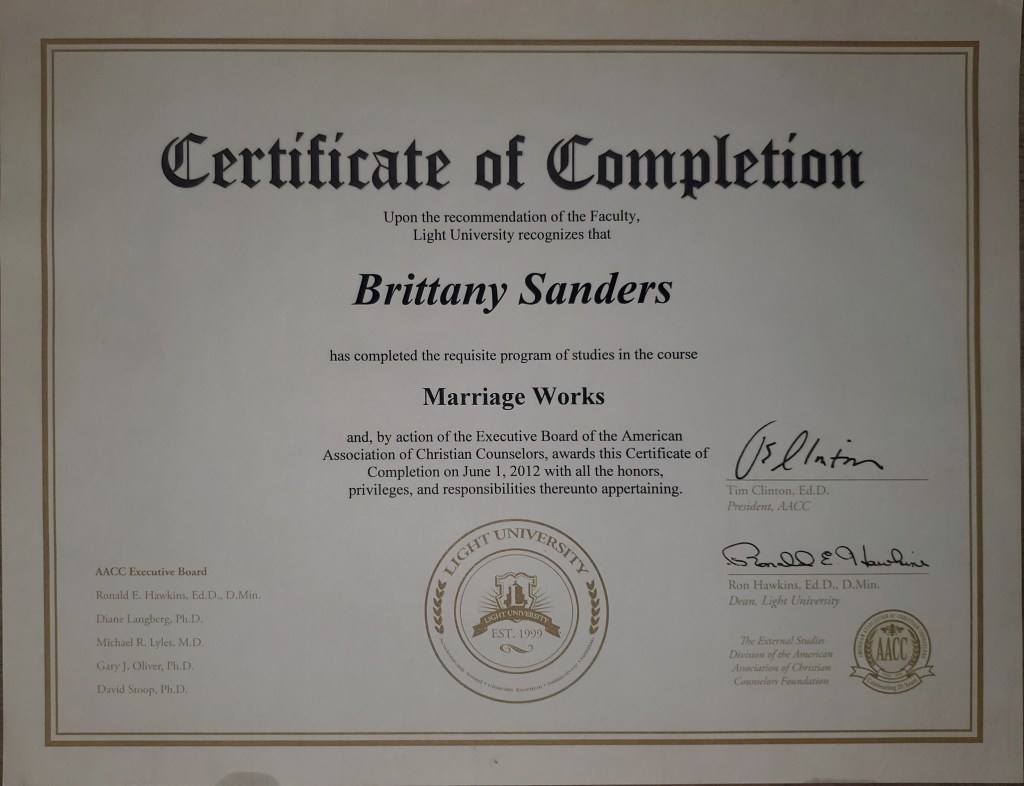 Certificate of Completion
Upon the recommendation of the Faculty,
Light University recognizes that
Brittany Sanders
has completed the requisite program of studies in the course
Marriage Works
and, by action of the Executive Board of the American
Association of Christian Counselors, awards this Certificate of
Completion on June 1, 2012 with all the honors,
privileges, and responsibilities thereunto appertaining.
Tim Clinton, Ed.D.
President, AACC
Ronald E. Hawkins
Ron Hawkins, Ed.D., D.Min.
Dean, Light University
AACC Executive Board
Ronald E. Hawkins, Ed.D., D.Min.
Diane Langberg, Ph.D.
Michael R. Lyles, M.D.
Gary J. Oliver, Ph.D.
David Stoop, Ph.D.
LIGHT UNIVERSITY
LIGHT UNIVERSITY
EST. 1999
The External Studies
Division of the American
Association of Christian
Counselors Foundation
AACC